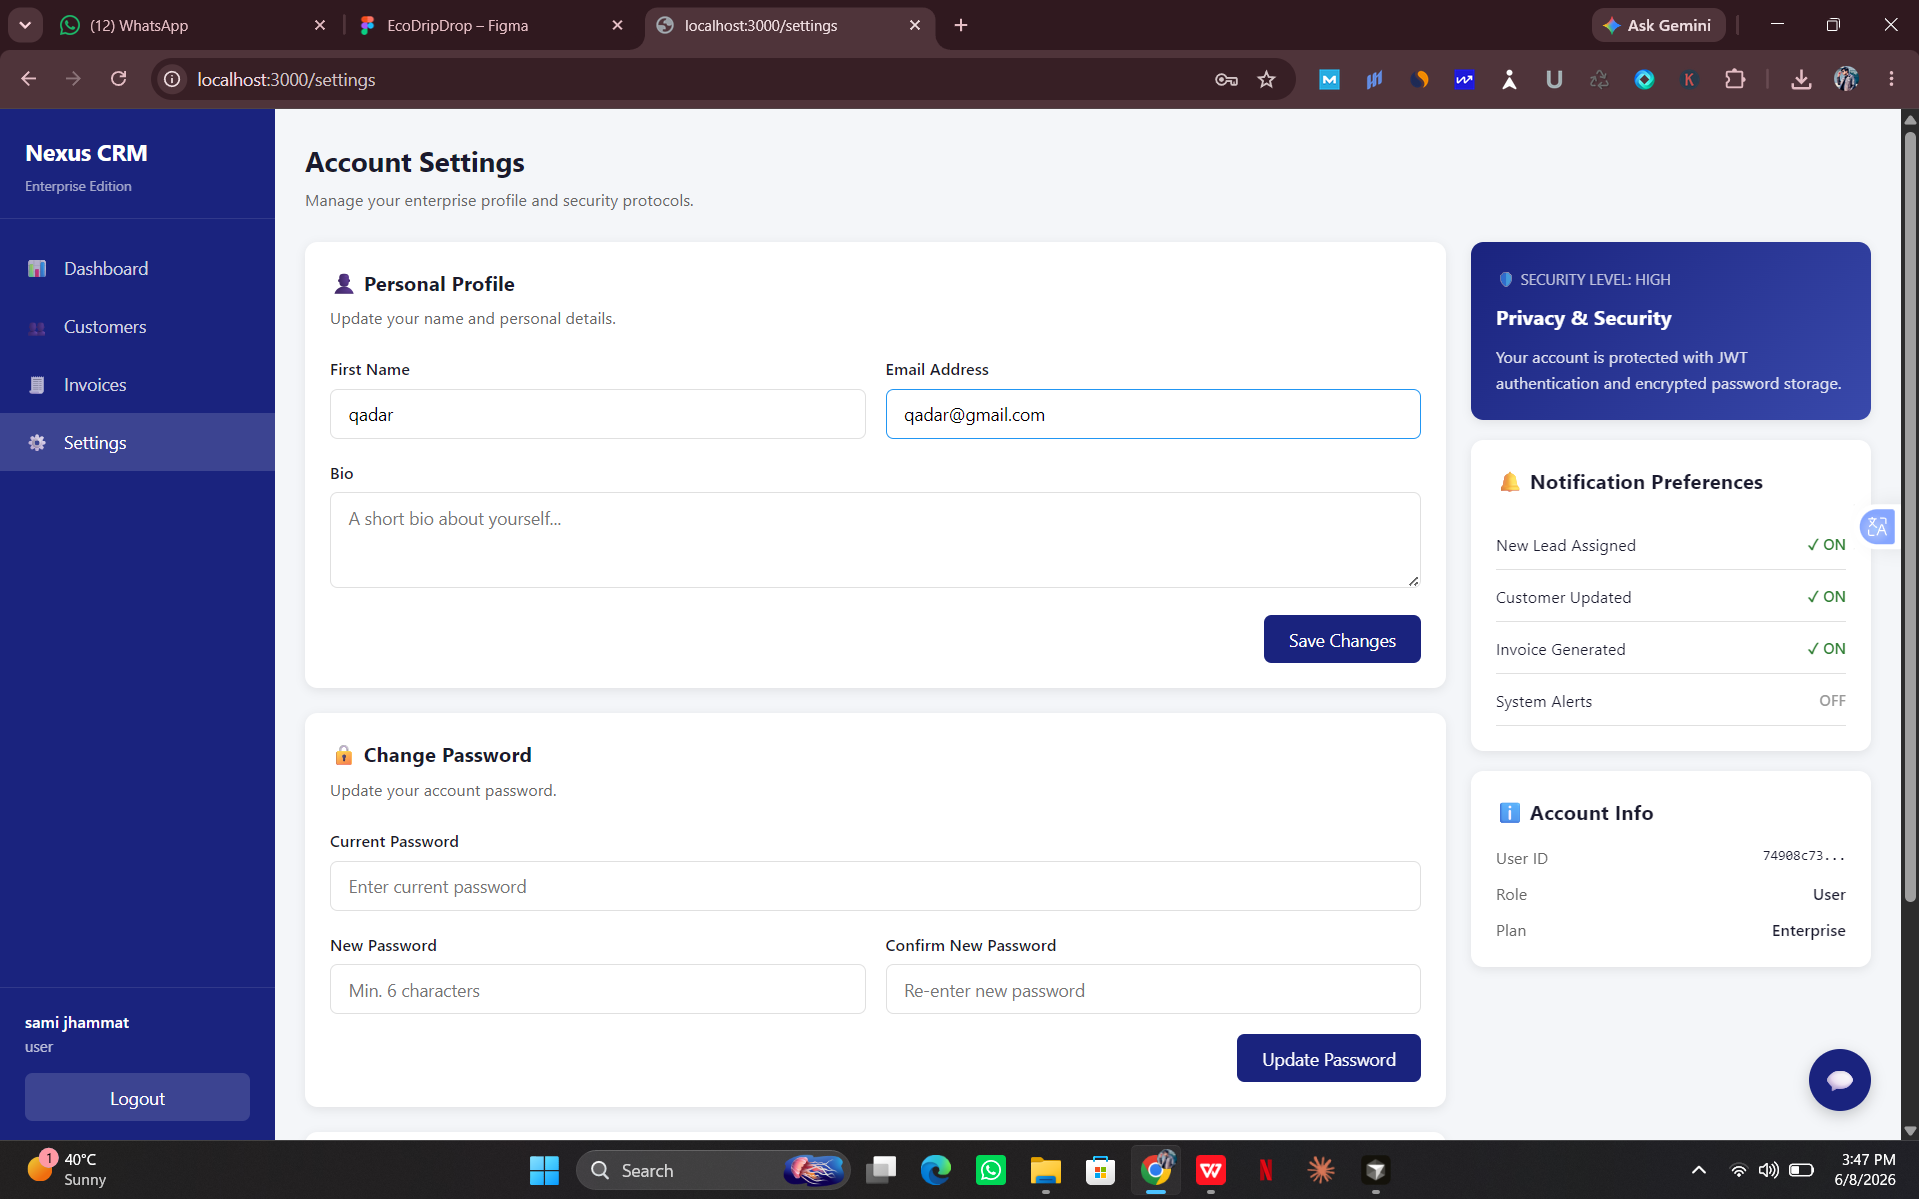 (12) WhatsApp
EcoDripDrop – Figma
localhost:3000/settings
Ask Gemini
localhost:3000/settings
Nexus CRM
Enterprise Edition
Dashboard
Customers
Invoices
Settings
sami jhammat
user
Logout
Account Settings
Manage your enterprise profile and security protocols.
Personal Profile
Update your name and personal details.
First Name
Email Address
qadar
qadar@gmail.com
Bio
A short bio about yourself...
Save Changes
Change Password
Update your account password.
Current Password
Enter current password
New Password
Confirm New Password
Min. 6 characters
Re-enter new password
Update Password
SECURITY LEVEL: HIGH
Privacy & Security
Your account is protected with JWT
authentication and encrypted password storage.
Notification Preferences
New Lead Assigned
✓ ON
Customer Updated
✓ ON
Invoice Generated
✓ ON
System Alerts
OFF
Account Info
User ID
74908c73...
Role
User
Plan
Enterprise
1
40°C
Sunny
Search
3:47 PM
6/8/2026